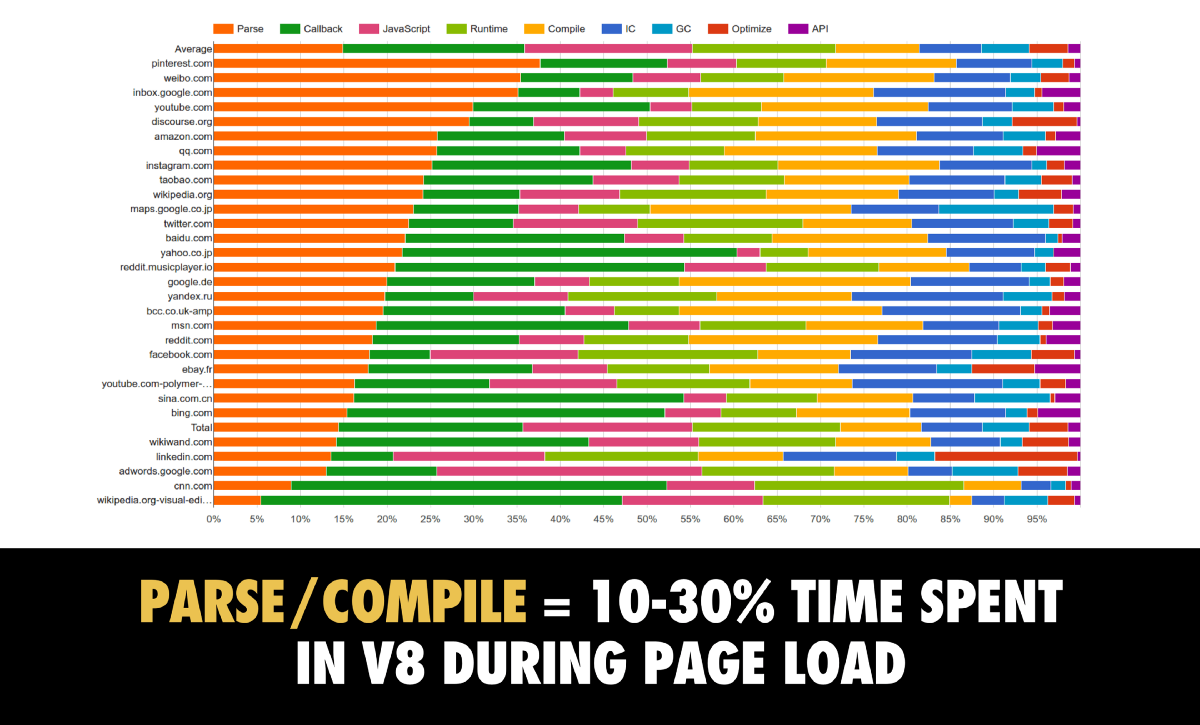 Parse Callback JavaScript Runtime Compile IC GC Optimize API
Average
pinterest.com
weibo.com
inbox.google.com
youtube.com
discourse.org
amazon.com
qq.com
instagram.com
taobao.com
wikipedia.org
maps.google.co.jp
twitter.com
baidu.com
yahoo.co.jp
reddit.musicplayer.io
google.de
yandex.ru
bcc.co.uk-amp
msn.com
reddit.com
facebook.com
ebay.fr
youtube.com-polymer-...
sina.com.cn
bing.com
Total
wikiwand.com
linkedin.com
adwords.google.com
cnn.com
wikipedia.org-visual-edi...
0% 5% 10% 15% 20% 25% 30% 35% 40% 45% 50% 55% 60% 65% 70% 75% 80% 85% 90% 95%
PARSE/COMPILE = 10-30% TIME SPENT
IN V8 DURING PAGE LOAD